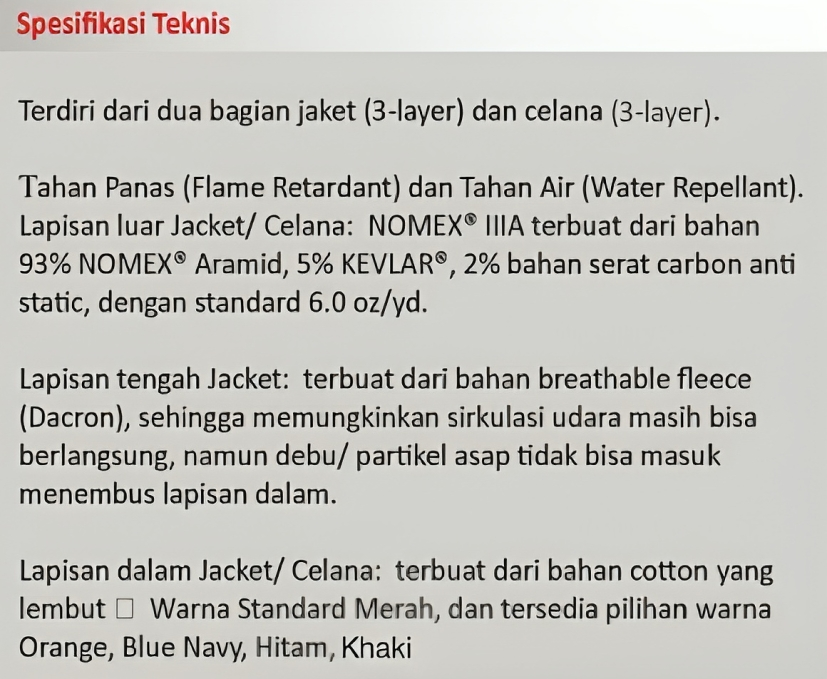 Spesifikasi Teknis
Terdiri dari dua bagian jaket (3-layer) dan celana (3-layer).
Tahan Panas (Flame Retardant) dan Tahan Air (Water Repellant).
Lapisan luar Jacket/ Celana: NOMEX® IIIA terbuat dari bahan
93% NOMEX® Aramid, 5% KEVLAR®, 2% bahan serat carbon anti
static, dengan standard 6.0 oz/yd.
Lapisan tengah Jacket: terbuat dari bahan breathable fleece
(Dacron), sehingga memungkinkan sirkulasi udara masih bisa
berlangsung, namun debu/ partikel asap tidak bisa masuk
menembus lapisan dalam.
Lapisan dalam Jacket/ Celana: terbuat dari bahan cotton yang
lembut □ Warna Standard Merah, dan tersedia pilihan warna
Orange, Blue Navy, Hitam, Khaki